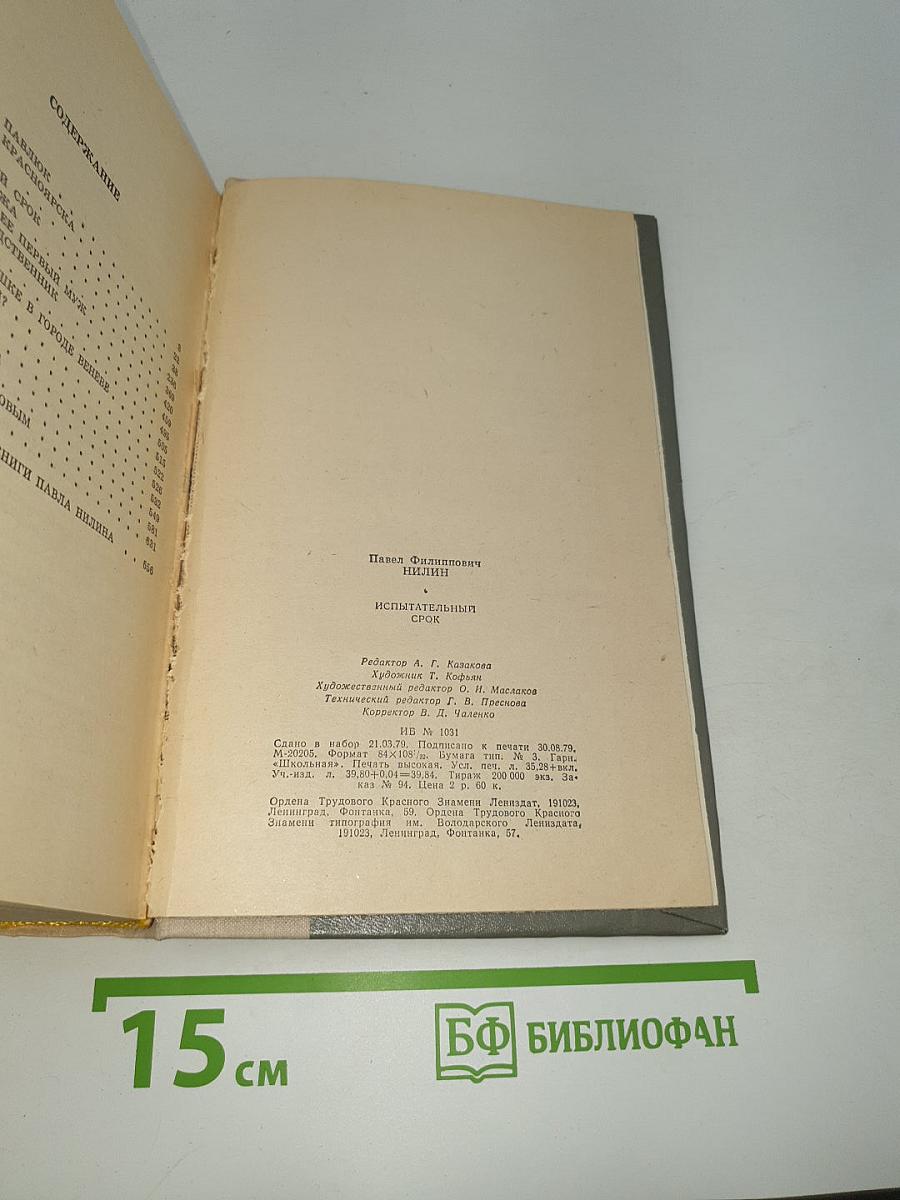 СОДЕРЖАНИЕ
ПАВЛЮК
КРАСНОЯРСКА
СРОК
ЕЕ ПЕРВЫЙ МУЖ
В ГОРОДЕ ВЕНЕВЕ
КНИГИ ПАВЛА НИЛИНА
656
Павел Филиппович
НИЛИН
ИСПЫТАТЕЛЬНЫЙ
СРОК
Редактор А. Г. Казакова
Художник Т. Кофьян
Художественный редактор О. И. Маслаков
Технический редактор Г. В. Преснова
Корректор В. Д. Чаленко
ИБ № 1031
Сдано в набор 21.03.79. Подписано к печати 30.08.79.
М-20205. Формат 84×108¹/₃₂. Бумага тип. № 3. Гарн.
«Школьная». Печать высокая. Усл. печ. л. 35,28+вкл.
Уч.-изд. л. 39,80+0,04=39,84. Тираж 200 000 экз. За-
каз № 94. Цена 2 р. 60 к.
Ордена Трудового Красного Знамени Лениздат, 191023,
Ленинград, Фонтанка, 59. Ордена Трудового Красного
Знамени типография им. Володарского Лениздата,
191023, Ленинград, Фонтанка, 57.
15 см
БФ БИБЛИОФАН